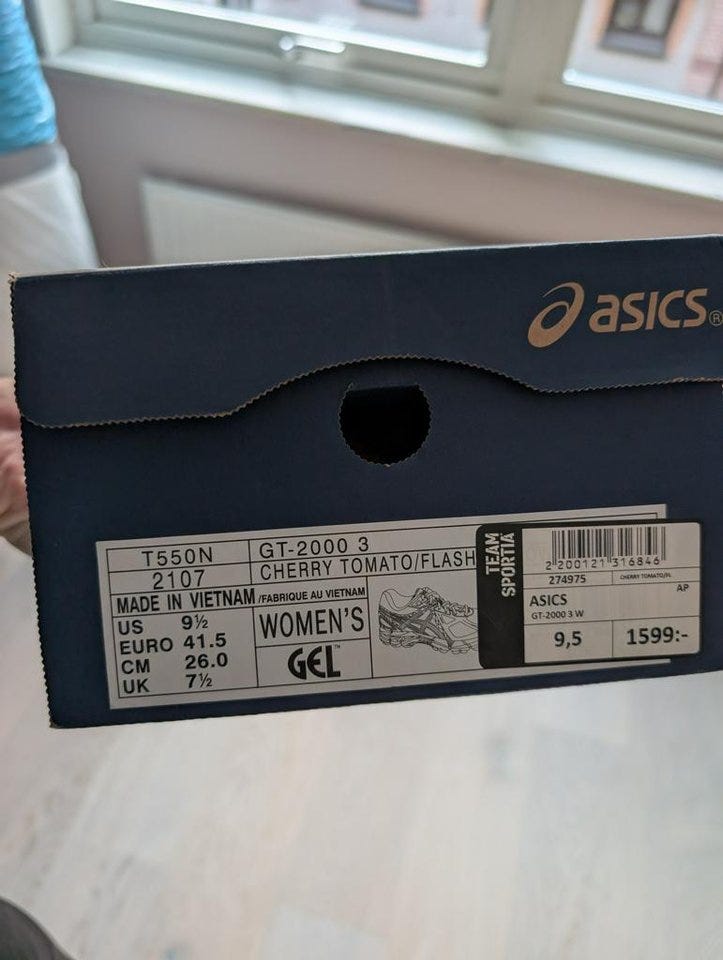 asics®
T550N
GT-2000 3
2107
CHERRY TOMATO/FLASH
MADE IN VIETNAM /FABRIQUE AU VIETNAM
US 9½
EURO 41.5
CM 26.0
UK 7½
WOMEN'S
GEL™
TEAM
SPORTIA
2 200121 316846
274975
CHERRY TOMATO/FL
AP
ASICS
GT-2000 3 W
9,5
1599:-